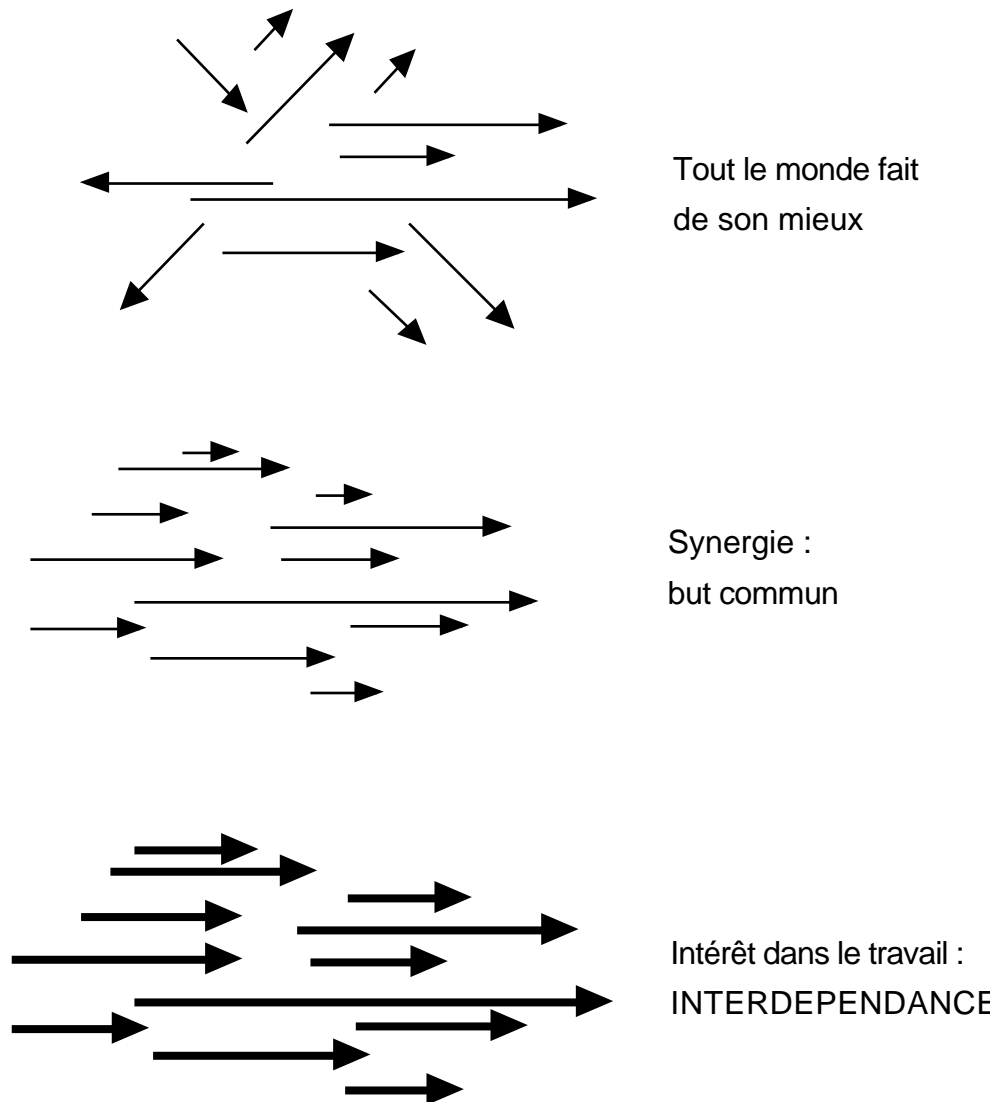 Tout le monde fait
de son mieux
Synergie :
but commun
Intérêt dans le travail :
INTERDEPENDANCE